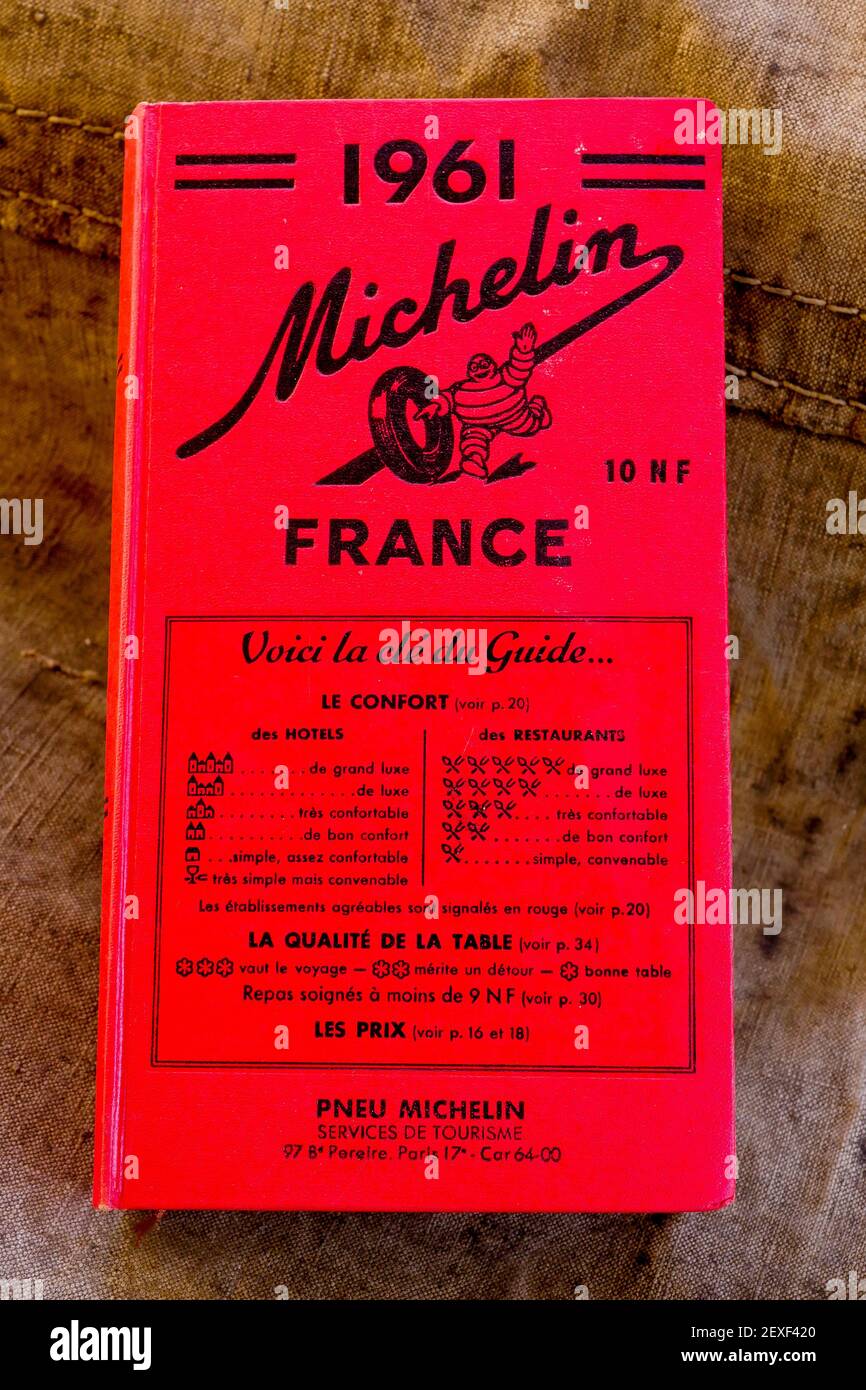 1961
Michelin
10 NF
FRANCE
Voici la clé du Guide...
LE CONFORT (voir p. 20)
des HOTELS
de grand luxe
de luxe
très confortable
de bon confort
simple, assez confortable
très simple mais convenable
des RESTAURANTS
de grand luxe
de luxe
très confortable
de bon confort
simple, convenable
Les établissements agréables sont signalés en rouge (voir p.20)
LA QUALITÉ DE LA TABLE (voir p. 34)
vaut le voyage — mérite un détour — bonne table
Repas soignés à moins de 9 NF (voir p. 30)
LES PRIX (voir p. 16 et 18)
PNEU MICHELIN
SERVICES DE TOURISME
97 Bd Pereire. Paris 17e - Car 64-00
alamy
Image ID: 2EXF420
www.alamy.com